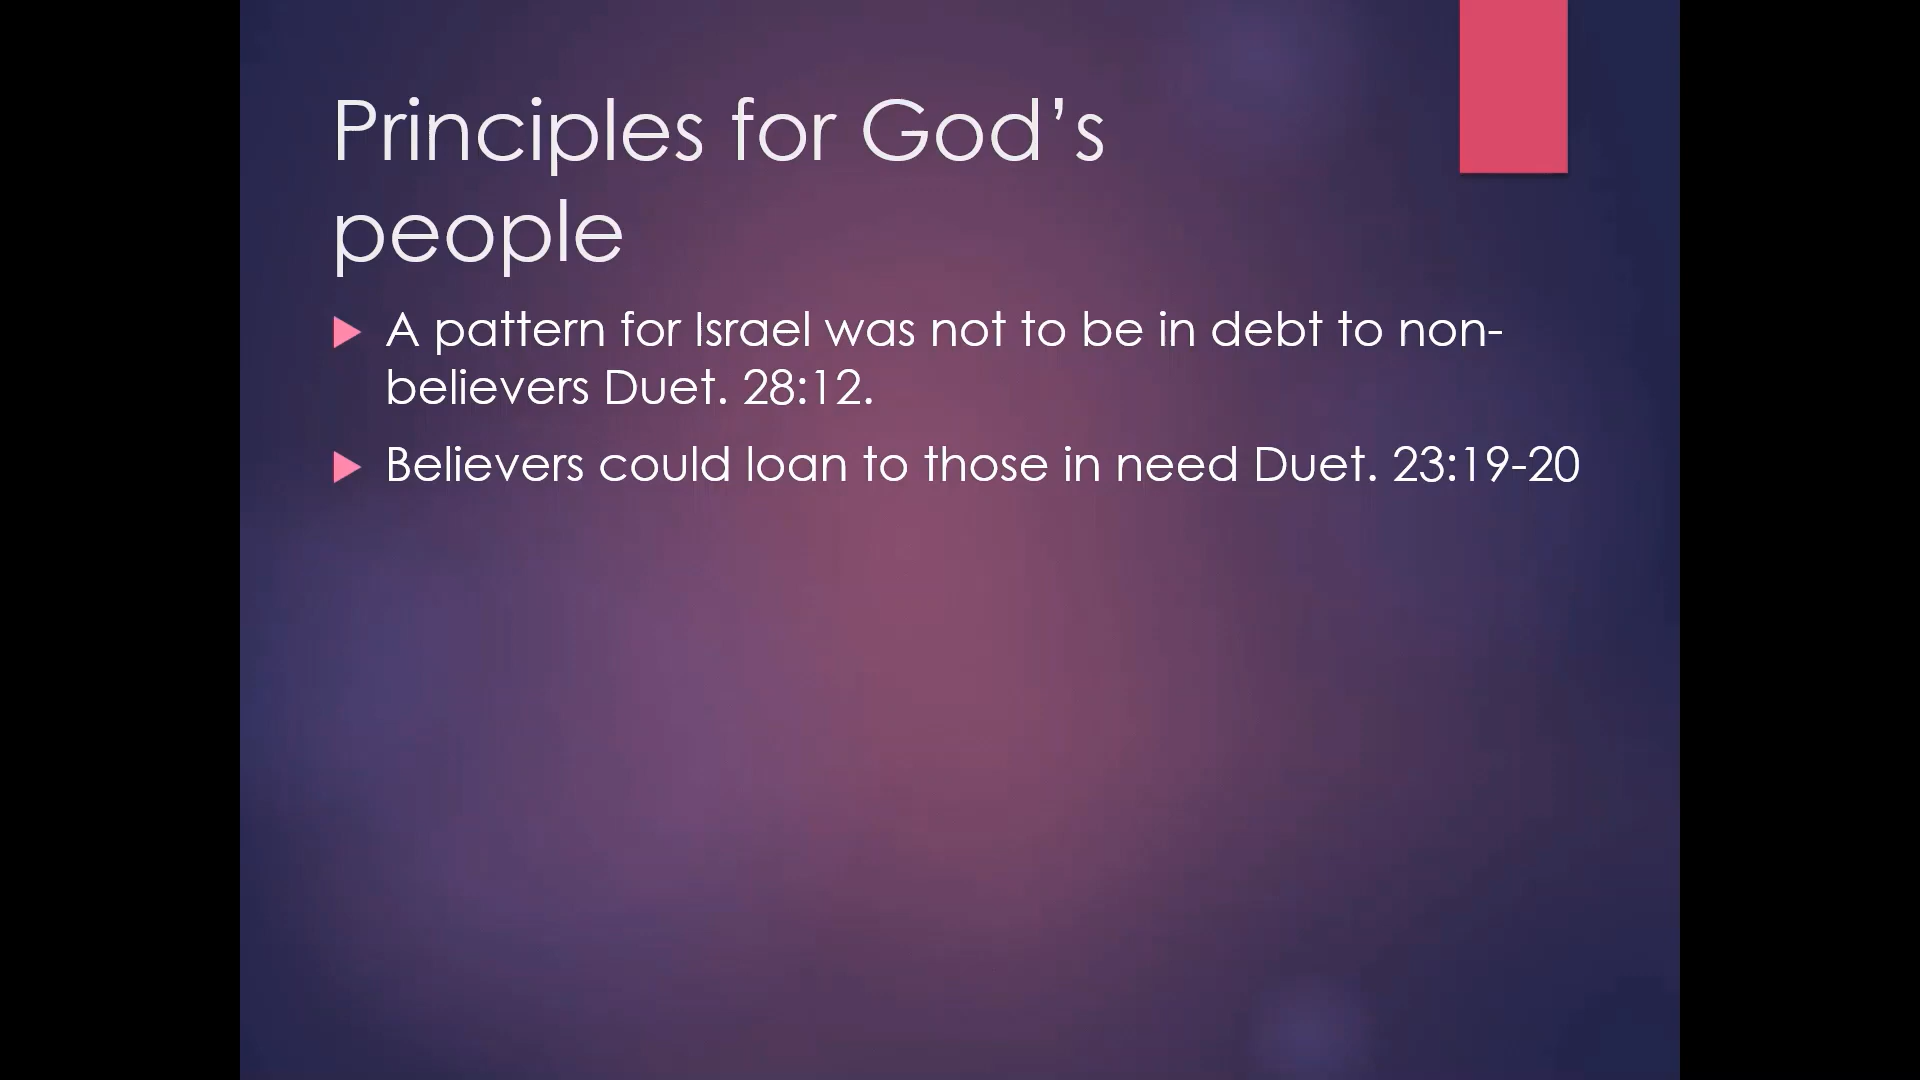 Principles for God’s
people
A pattern for Israel was not to be in debt to non-
believers Duet. 28:12.
Believers could loan to those in need Duet. 23:19-20